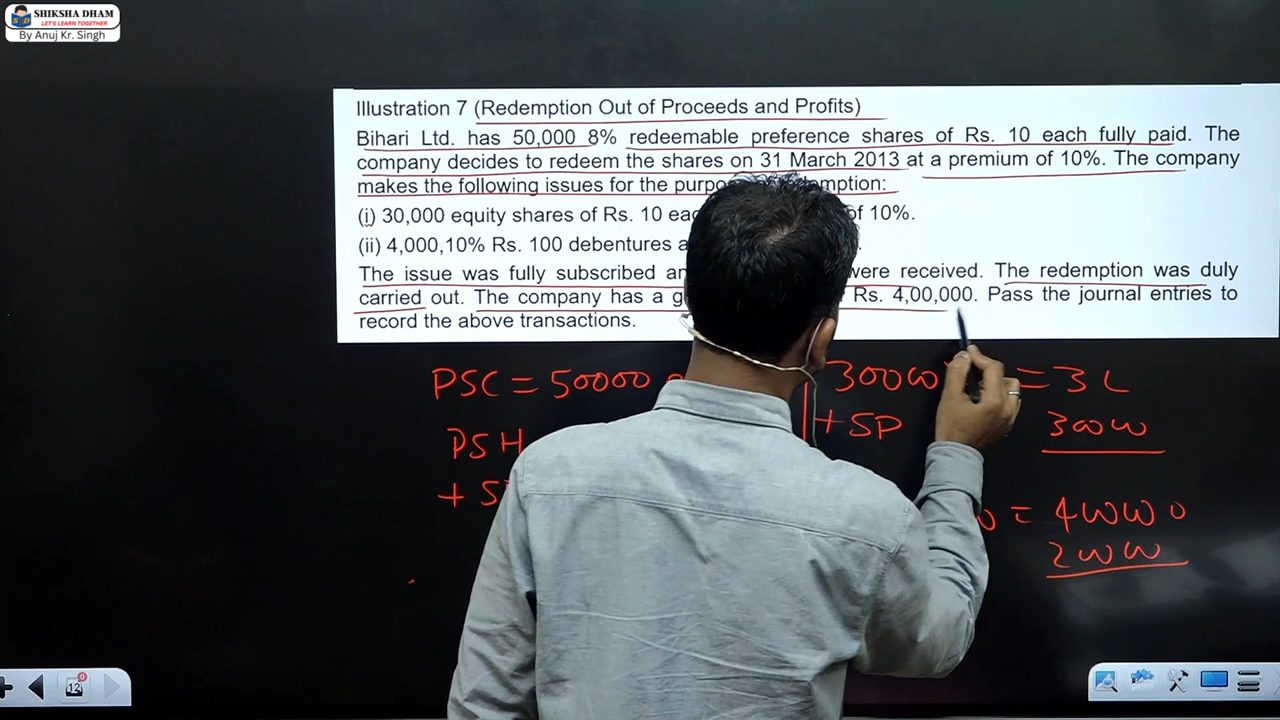 SHIKSHA DHAM
LET'S LEARN TOGETHER
By Anuj Kr. Singh
Illustration 7 (Redemption Out of Proceeds and Profits)
Bihari Ltd. has 50,000 8% redeemable preference shares of Rs. 10 each fully paid. The
company decides to redeem the shares on 31 March 2013 at a premium of 10%. The company
makes the following issues for the purpo mption:
(i) 30,000 equity shares of Rs. 10 eac of 10%.
(ii) 4,000,10% Rs. 100 debentures a
The issue was fully subscribed an were received. The redemption was duly
carried out. The company has a g Rs. 4,00,000. Pass the journal entries to
record the above transactions.
PSC = 50000 = 3L
+ SP
PSH
+ S
12